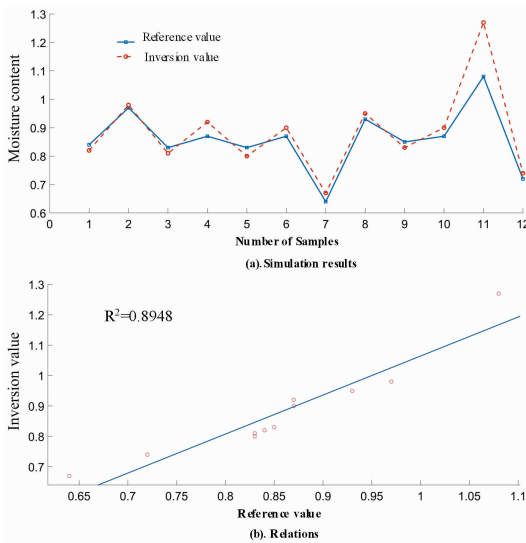 1.3
1.2
1.1
1
0.9
0.8
0.7
0.6
Moisture content
Reference value
Inversion value
0 1 2 3 4 5 6 7 8 9 10 11 12
Number of Samples
(a). Simulation results
1.3
1.2
1.1
1
0.9
0.8
0.7
Inversion value
R²=0.8948
0.65 0.7 0.75 0.8 0.85 0.9 0.95 1 1.05 1.1
Reference value
(b). Relations